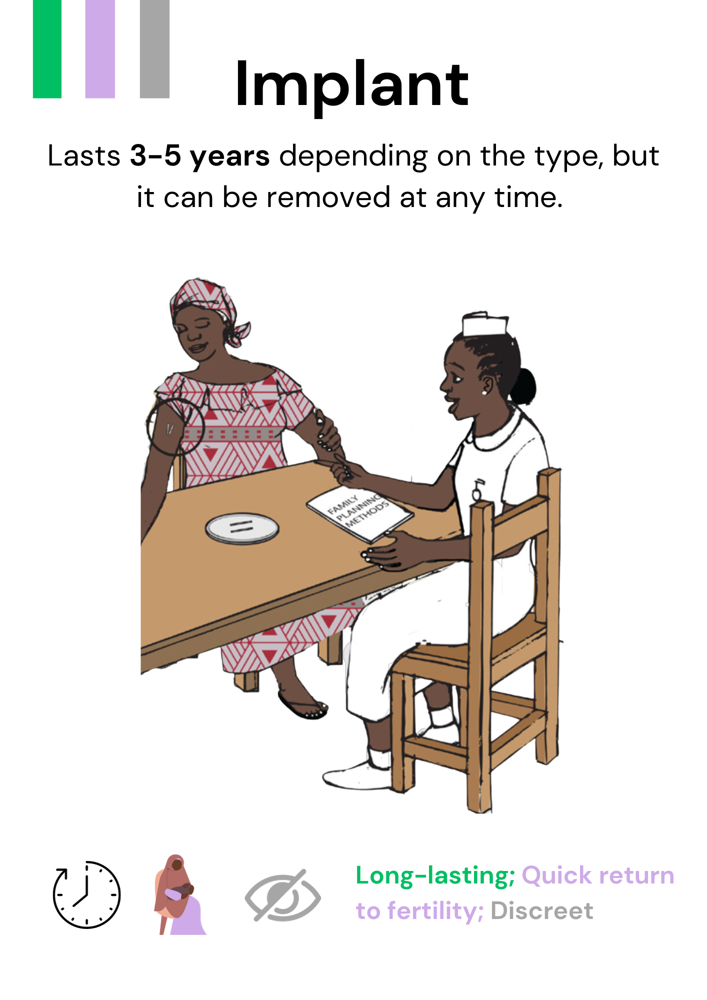 Implant
Lasts 3-5 years depending on the type, but
it can be removed at any time.
FAMILY
PLANNING
METHODS
Long-lasting; Quick return
to fertility; Discreet